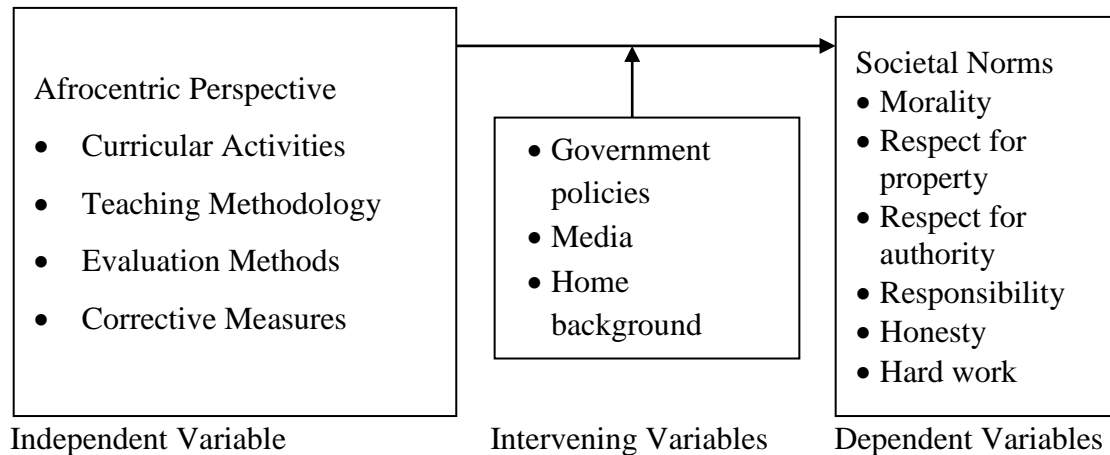 Afrocentric Perspective
• Curricular Activities
• Teaching Methodology
• Evaluation Methods
• Corrective Measures
• Government
policies
• Media
• Home
background
Societal Norms
• Morality
• Respect for
property
• Respect for
authority
• Responsibility
• Honesty
• Hard work
Independent Variable
Intervening Variables
Dependent Variables